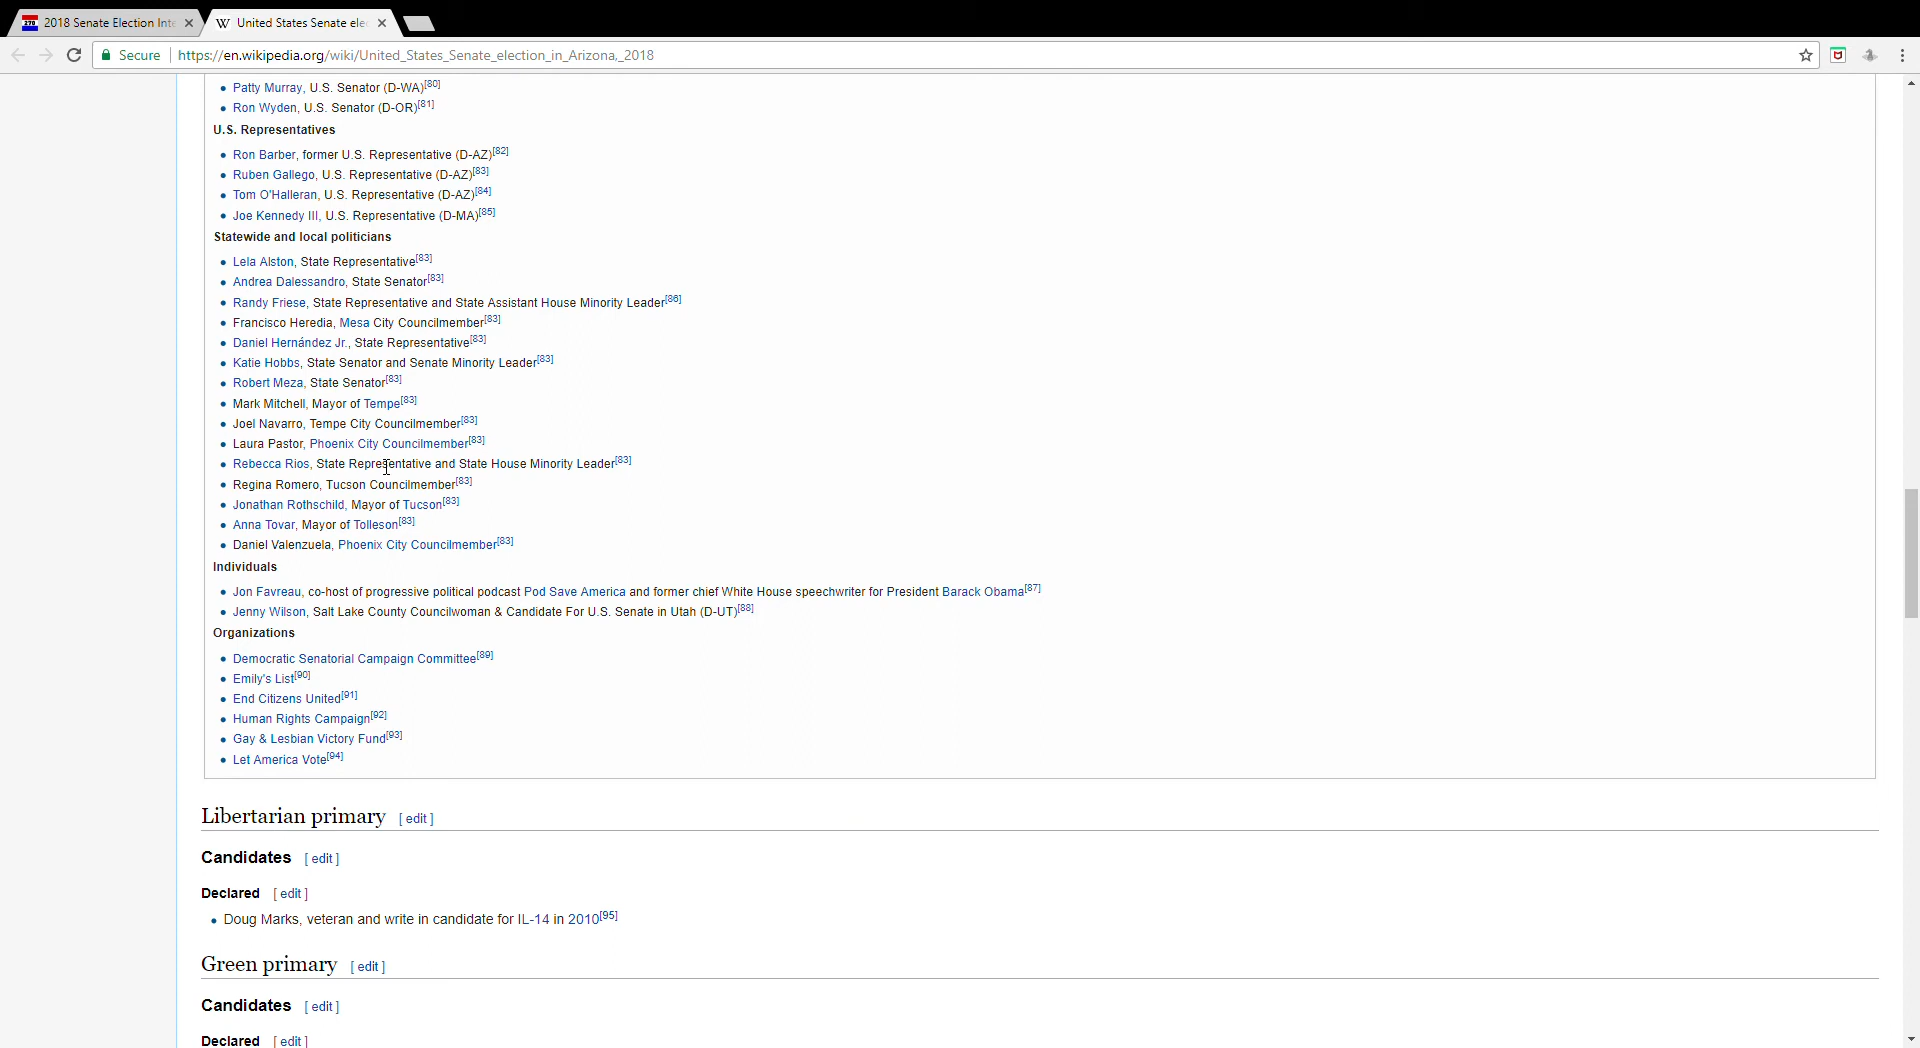 2018 Senate Election Inte
United States Senate ele
Secure https://en.wikipedia.org/wiki/United_States_Senate_election_in_Arizona,_2018
Patty Murray, U.S. Senator (D-WA)[80]
Ron Wyden, U.S. Senator (D-OR)[81]
U.S. Representatives
Ron Barber, former U.S. Representative (D-AZ)[82]
Ruben Gallego, U.S. Representative (D-AZ)[83]
Tom O'Halleran, U.S. Representative (D-AZ)[84]
Joe Kennedy III, U.S. Representative (D-MA)[85]
Statewide and local politicians
Lela Alston, State Representative[83]
Andrea Dalessandro, State Senator[83]
Randy Friese, State Representative and State Assistant House Minority Leader[86]
Francisco Heredia, Mesa City Councilmember[83]
Daniel Hernández Jr., State Representative[83]
Katie Hobbs, State Senator and Senate Minority Leader[83]
Robert Meza, State Senator[83]
Mark Mitchell, Mayor of Tempe[83]
Joel Navarro, Tempe City Councilmember[83]
Laura Pastor, Phoenix City Councilmember[83]
Rebecca Rios, State Representative and State House Minority Leader[83]
Regina Romero, Tucson Councilmember[83]
Jonathan Rothschild, Mayor of Tucson[83]
Anna Tovar, Mayor of Tolleson[83]
Daniel Valenzuela, Phoenix City Councilmember[83]
Individuals
Jon Favreau, co-host of progressive political podcast Pod Save America and former chief White House speechwriter for President Barack Obama[87]
Jenny Wilson, Salt Lake County Councilwoman & Candidate For U.S. Senate in Utah (D-UT)[88]
Organizations
Democratic Senatorial Campaign Committee[89]
Emily's List[90]
End Citizens United[91]
Human Rights Campaign[92]
Gay & Lesbian Victory Fund[93]
Let America Vote[94]
Libertarian primary [ edit ]
Candidates [ edit ]
Declared [ edit ]
Doug Marks, veteran and write in candidate for IL-14 in 2010[95]
Green primary [ edit ]
Candidates [ edit ]
Declared [ edit ]